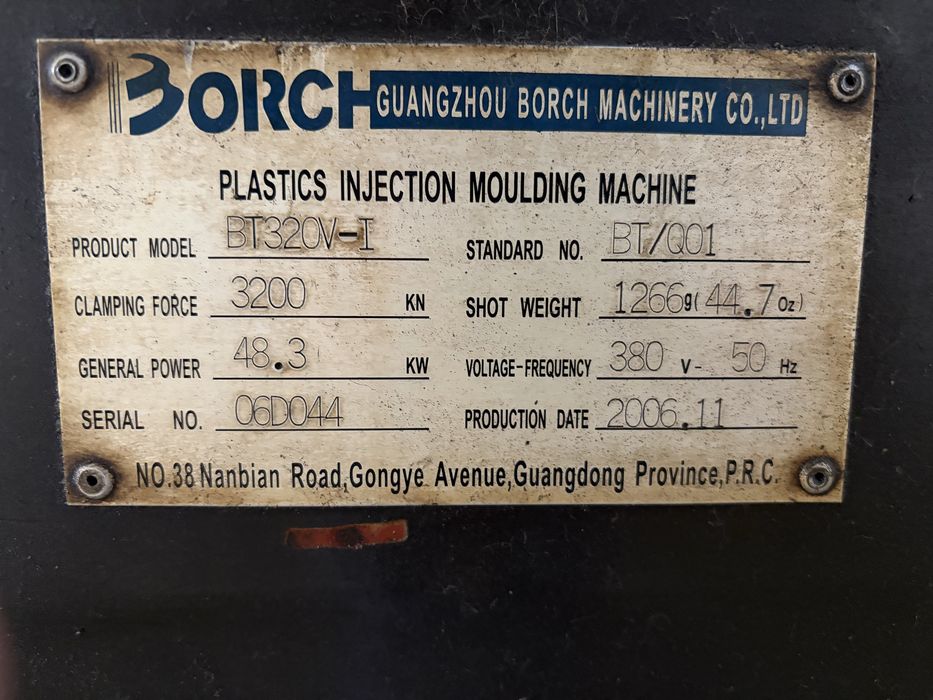 BORCH GUANGZHOU BORCH MACHINERY CO.,LTD
PLASTICS INJECTION MOULDING MACHINE
PRODUCT MODEL BT320V-I STANDARD NO. BT/Q01
CLAMPING FORCE 3200 KN SHOT WEIGHT 1266g(44.7Oz)
GENERAL POWER 48.3 KW VOLTAGE-FREQUENCY 380 V- 50 Hz
SERIAL NO. 06D044 PRODUCTION DATE 2006.11
NO.38 Nanbian Road,Gongye Avenue,Guangdong Province,P.R.C.